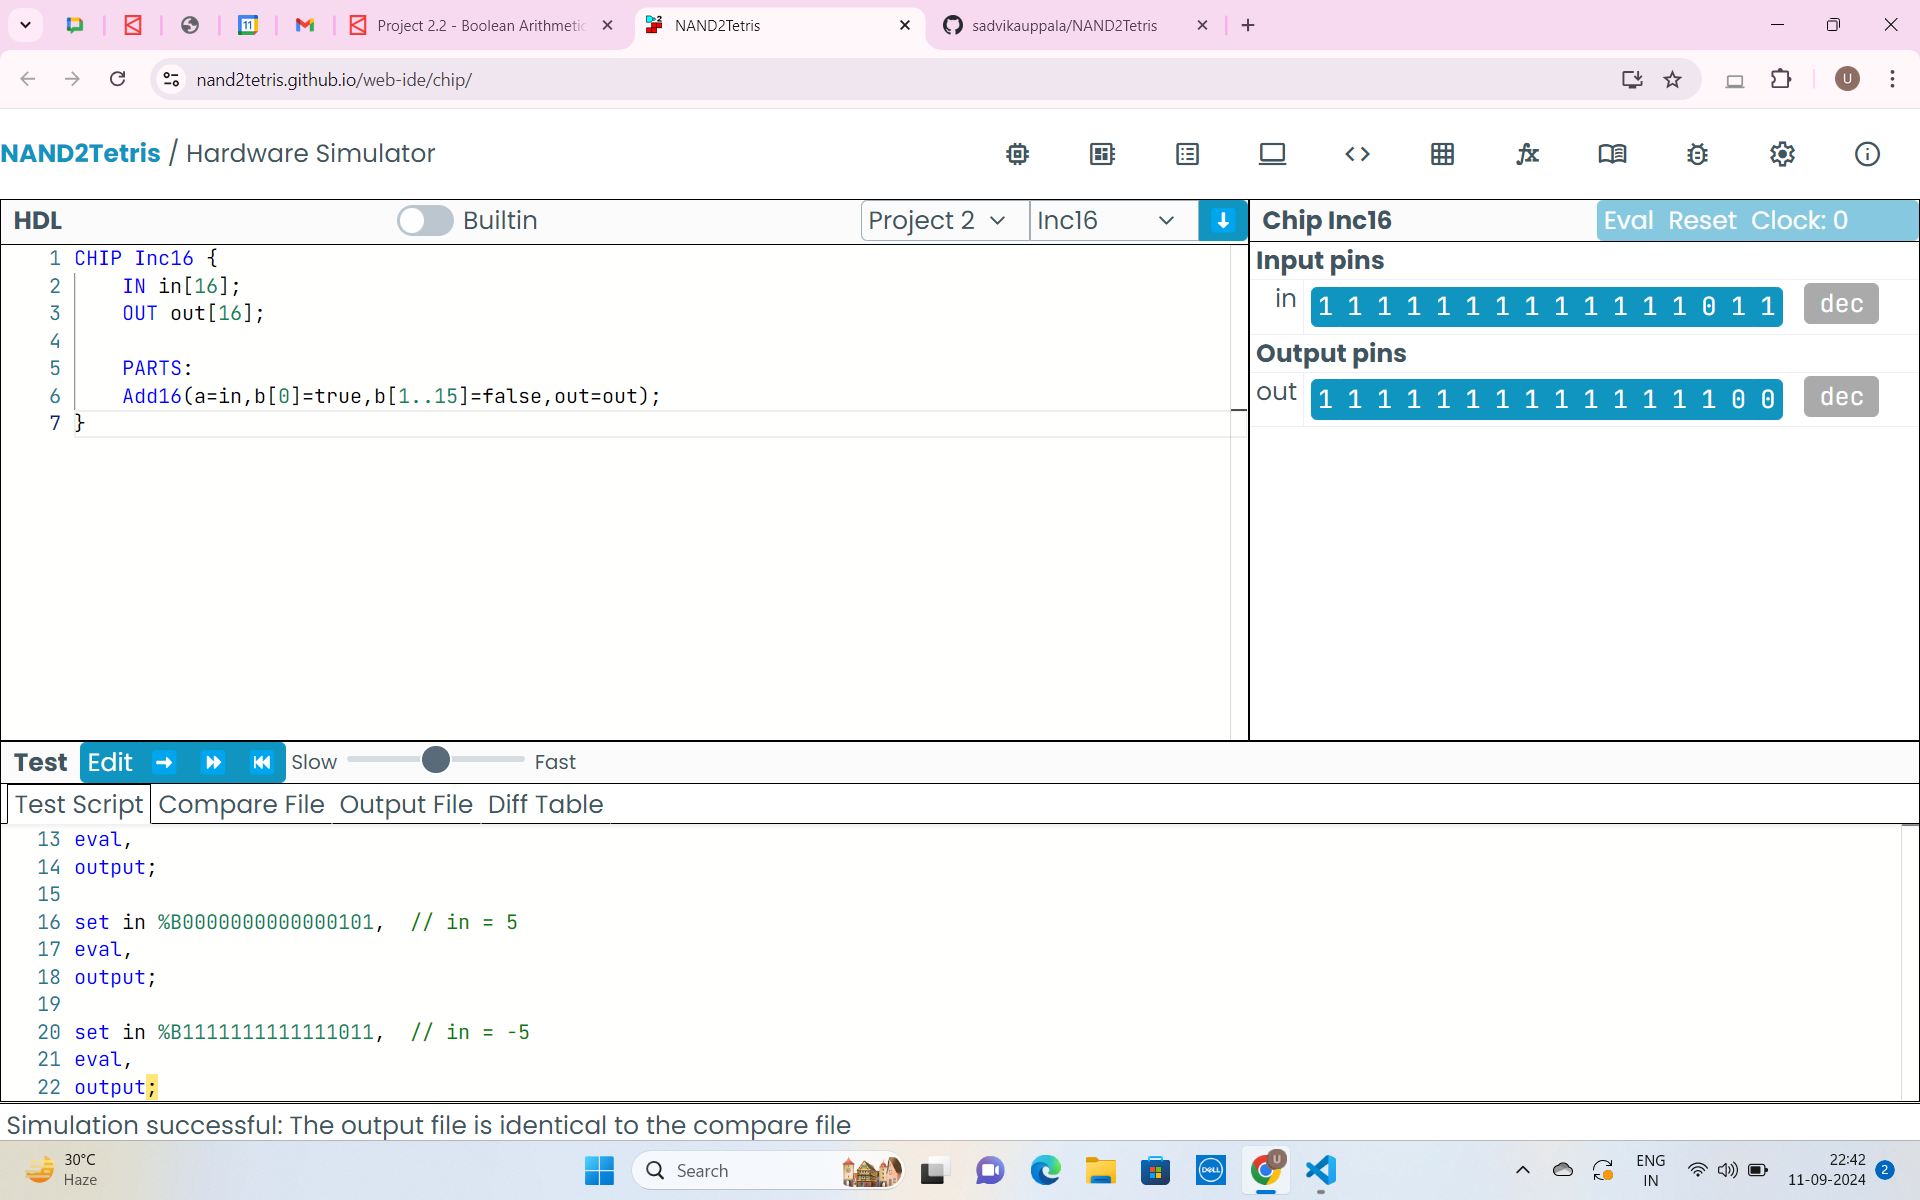 Project 2.2 - Boolean Arithmetic
NAND2Tetris
sadvikauppala/NAND2Tetris
nand2tetris.github.io/web-ide/chip/
U
NAND2Tetris / Hardware Simulator
HDL
Builtin
Project 2
Inc16
Chip Inc16
Eval Reset Clock: 0
1 CHIP Inc16 {
2 IN in[16];
3 OUT out[16];
4
5 PARTS:
6 Add16(a=in,b[0]=true,b[1..15]=false,out=out);
7 }
Input pins
in 1 1 1 1 1 1 1 1 1 1 1 1 1 0 1 1 dec
Output pins
out 1 1 1 1 1 1 1 1 1 1 1 1 1 1 0 0 dec
Test Edit Slow Fast
Test Script Compare File Output File Diff Table
13 eval,
14 output;
15
16 set in %B0000000000000101, // in = 5
17 eval,
18 output;
19
20 set in %B1111111111111011, // in = -5
21 eval,
22 output;
Simulation successful: The output file is identical to the compare file
30°C
Haze
Search
DELL
U
ENG
IN
22:42
11-09-2024
2